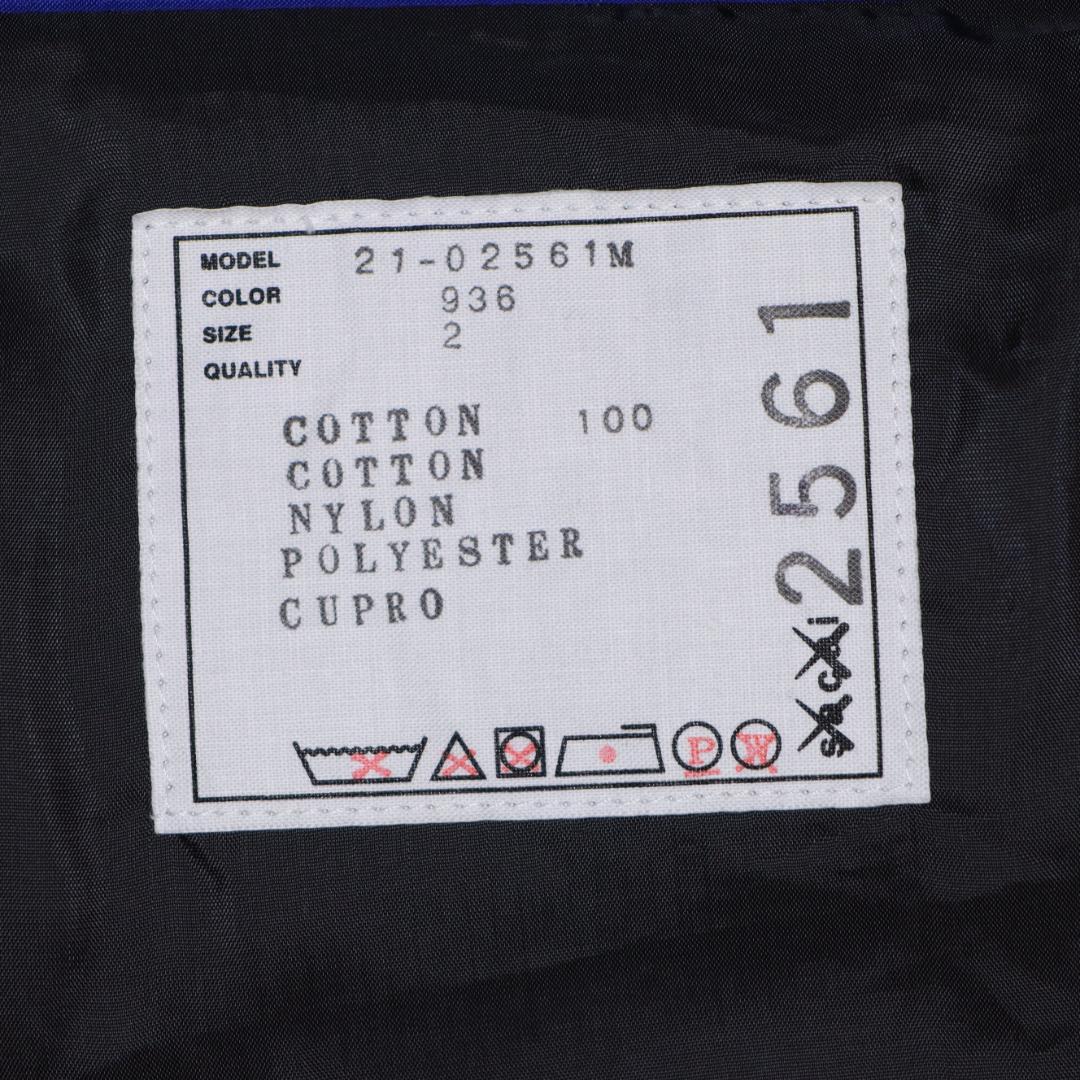 MODEL 21-02561M
COLOR 936
SIZE 2
QUALITY
COTTON 100
COTTON
NYLON
POLYESTER
CUPRO
P W
sacai 2561